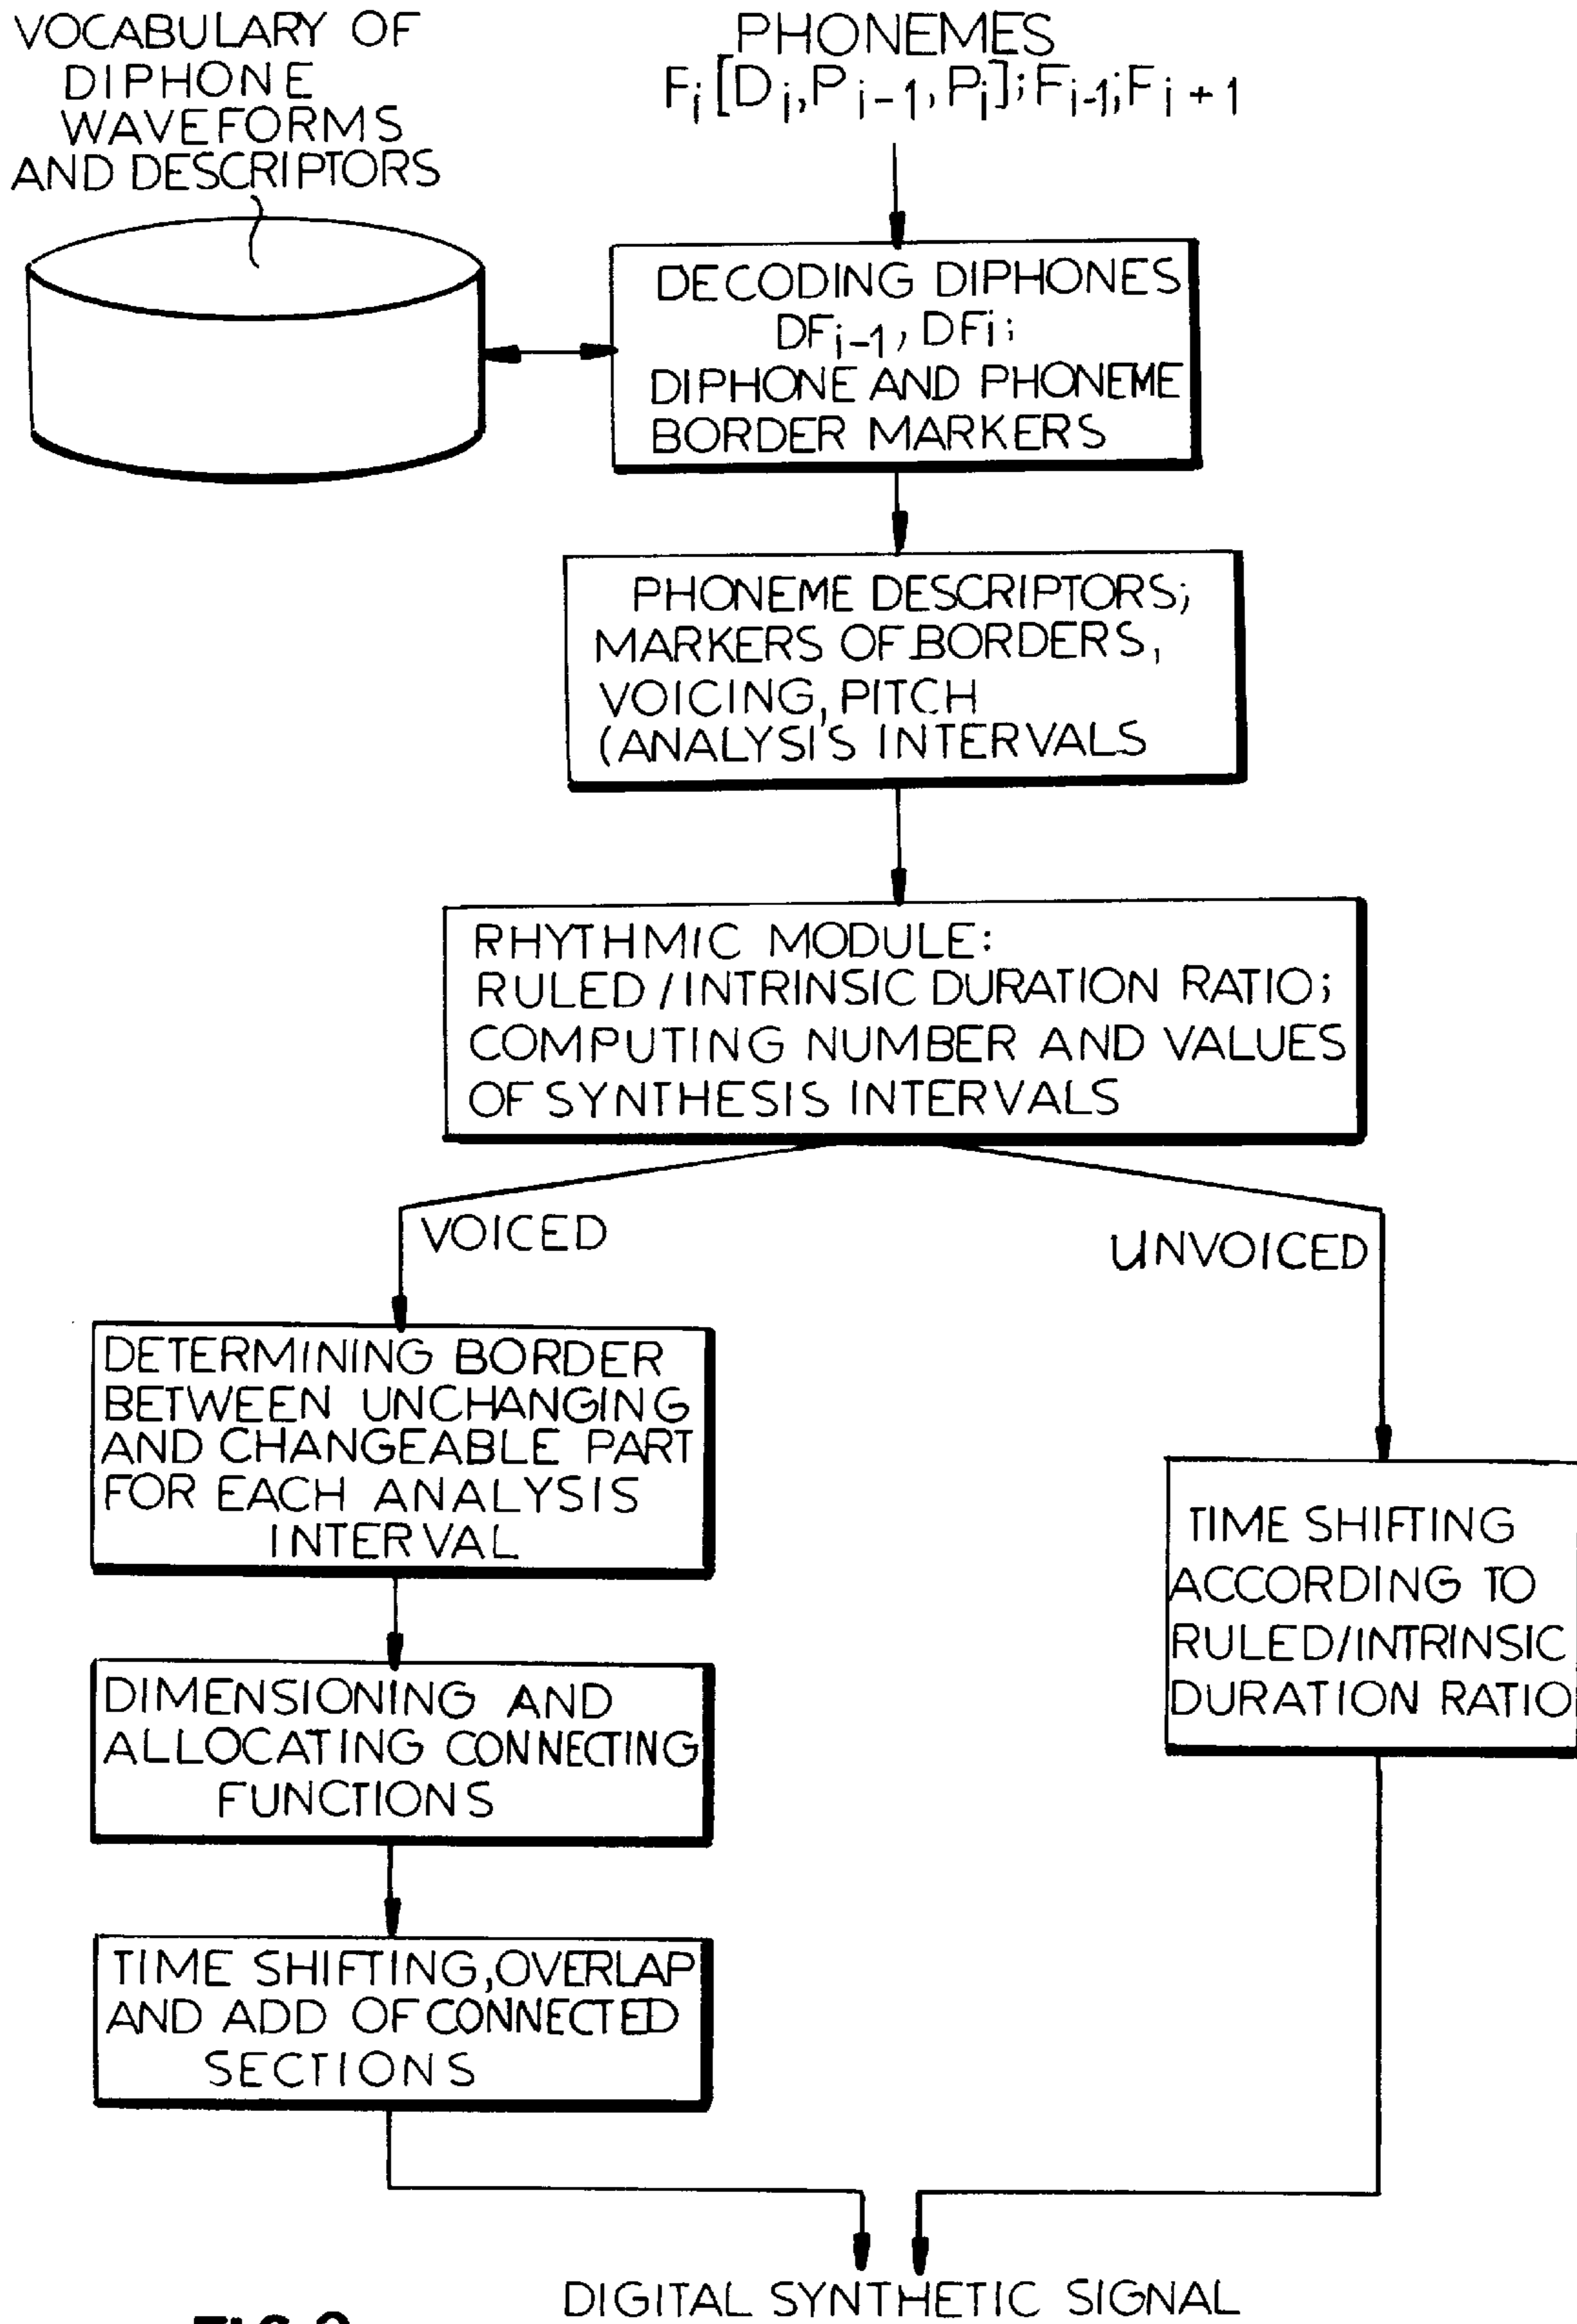 VOCABULARY OF
DIPHONE
WAVEFORMS
AND DESCRIPTORS
PHONEMES
Fi[Di,Pi-1,Pi];Fi-1;Fi+1
DECODING DIPHONES
DFi-1, DFi;
DIPHONE AND PHONEME
BORDER MARKERS
PHONEME DESCRIPTORS;
MARKERS OF BORDERS,
VOICING, PITCH
(ANALYSIS INTERVALS
RHYTHMIC MODULE:
RULED/INTRINSIC DURATION RATIO;
COMPUTING NUMBER AND VALUES
OF SYNTHESIS INTERVALS
VOICED
UNVOICED
DETERMINING BORDER
BETWEEN UNCHANGING
AND CHANGEABLE PART
FOR EACH ANALYSIS
INTERVAL
DIMENSIONING AND
ALLOCATING CONNECTING
FUNCTIONS
TIME SHIFTING, OVERLAP
AND ADD OF CONNECTED
SECTIONS
TIME SHIFTING
ACCORDING TO
RULED/INTRINSIC
DURATION RATIO
DIGITAL SYNTHETIC SIGNAL